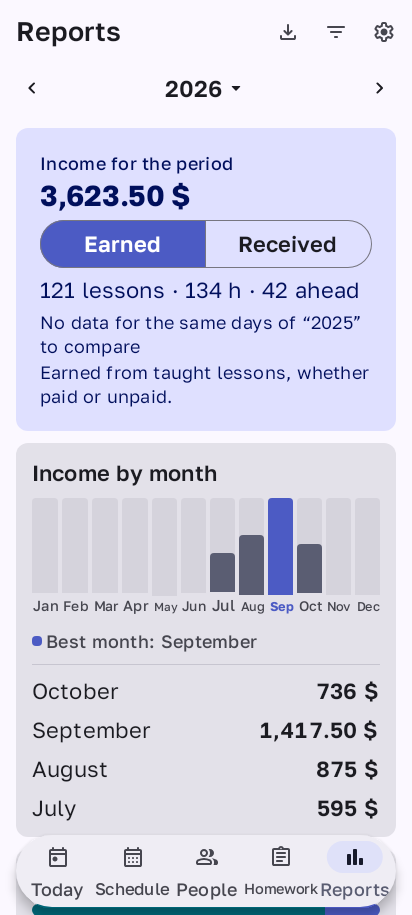 Reports
2026
Income for the period
3,623.50 $
Earned
Received
121 lessons · 134 h · 42 ahead
No data for the same days of “2025”
to compare
Earned from taught lessons, whether
paid or unpaid.
Income by month
Jan Feb Mar Apr May Jun Jul Aug Sep Oct Nov Dec
Best month: September
October 736 $
September 1,417.50 $
August 875 $
July 595 $
Today Schedule People Homework Reports